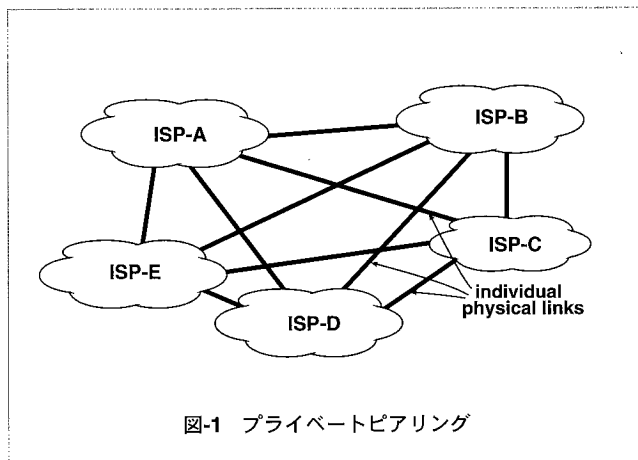 ISP-A
ISP-B
ISP-C
ISP-E
ISP-D
individual
physical links
図-1 プライベートピアリング